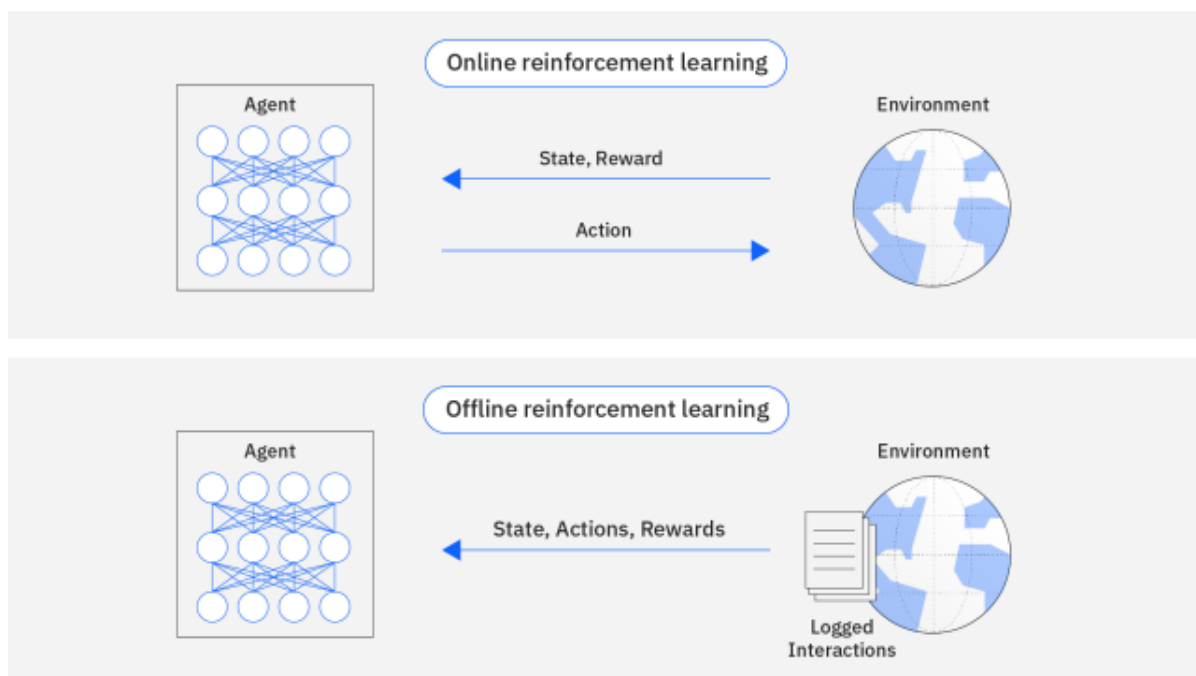 Online reinforcement learning
Agent
Environment
State, Reward
Action
Offline reinforcement learning
Agent
Environment
State, Actions, Rewards
Logged
Interactions